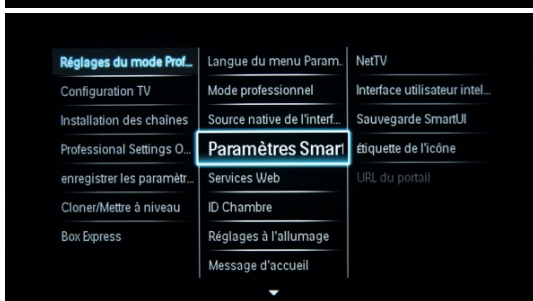 Réglages du mode Prof...
Configuration TV
Installation des chaînes
Professional Settings O...
enregistrer les paramètr...
Cloner/Mettre à niveau
Box Express
Langue du menu Param.
Mode professionnel
Source native de l'interf...
Paramètres Smart
Services Web
ID Chambre
Réglages à l'allumage
Message d'accueil
NetTV
Interface utilisateur intel...
Sauvegarde SmartUI
étiquette de l'icône
URL du portail